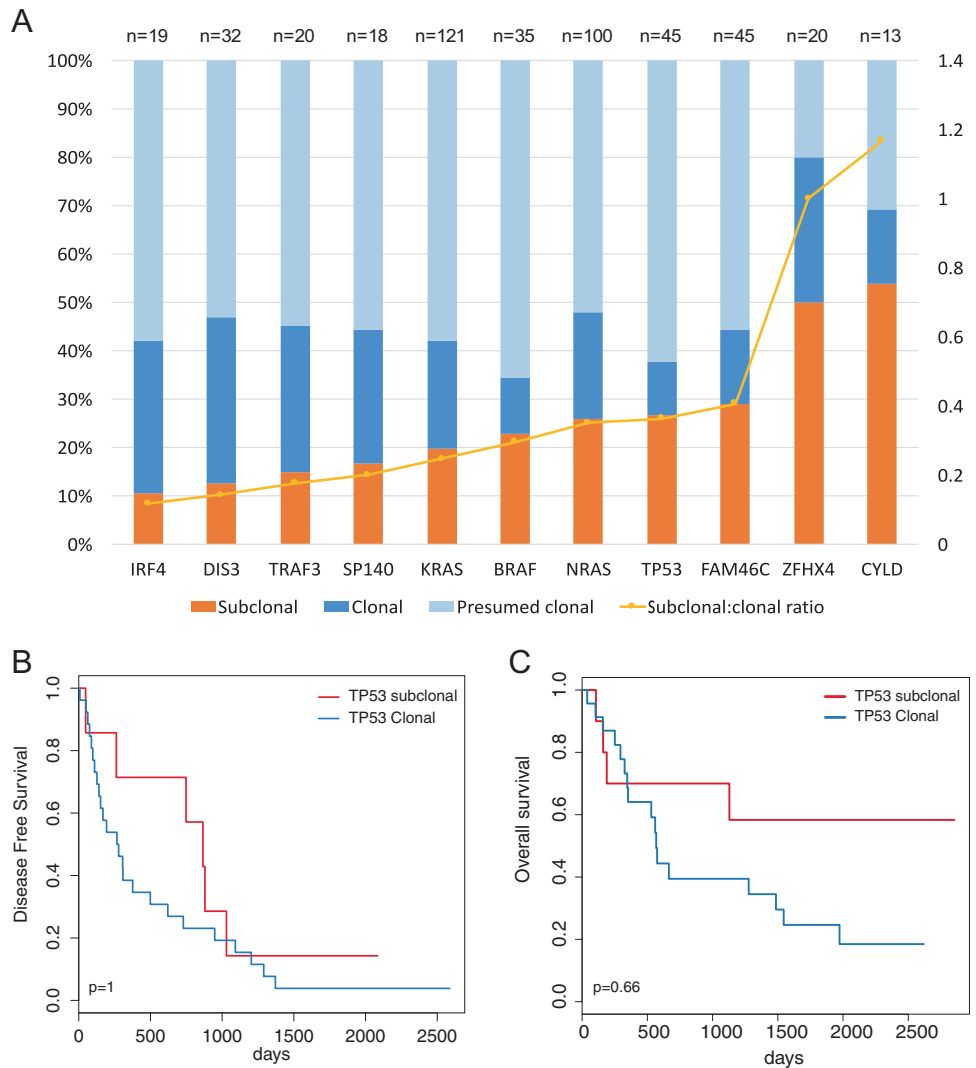 A
n=19 n=32 n=20 n=18 n=121 n=35 n=100 n=45 n=45 n=20 n=13
100% 1.4
90%
80% 1.2
70% 1
60% 0.8
50%
40% 0.6
30% 0.4
20%
10% 0.2
0% 0
IRF4 DIS3 TRAF3 SP140 KRAS BRAF NRAS TP53 FAM46C ZFHX4 CYLD
Subclonal Clonal Presumed clonal Subclonal:clonal ratio
B
Disease Free Survival
1.0
0.8
0.6
0.4
0.2
0.0
TP53 subclonal
TP53 Clonal
p=1
0 500 1000 1500 2000 2500
days
C
Overall survival
1.0
0.8
0.6
0.4
0.2
0.0
TP53 subclonal
TP53 Clonal
p=0.66
0 500 1000 1500 2000 2500
days